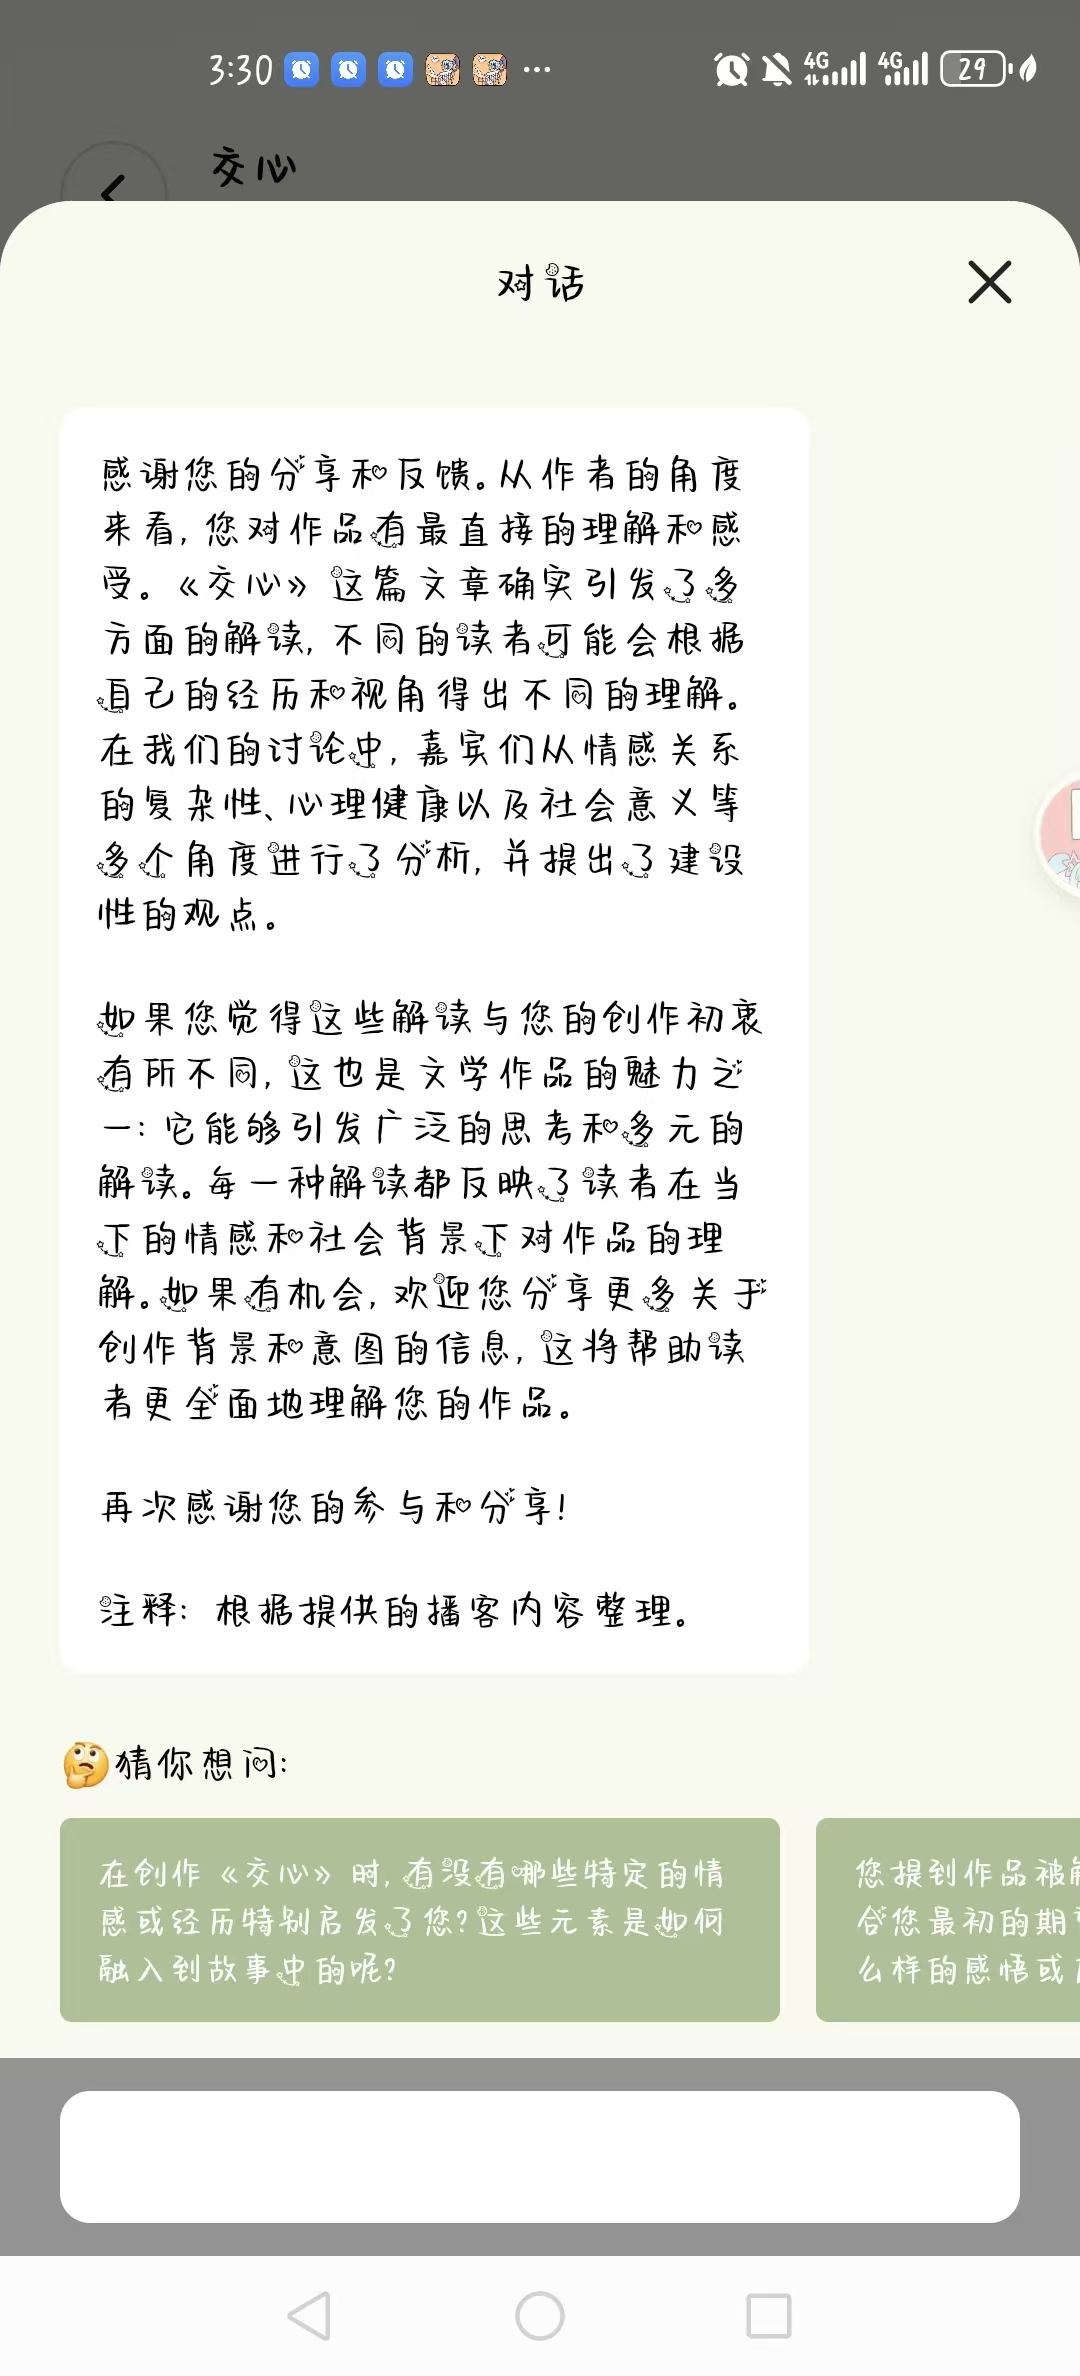 3:30
4G 4G 29
交心
对话
感谢您的分享和反馈。从作者的角度
来看，您对作品有最直接的理解和感
受。《交心》这篇文章确实引发了多
方面的解读，不同的读者可能会根据
自己的经历和视角得出不同的理解。
在我们的讨论中，嘉宾们从情感关系
的复杂性、心理健康以及社会意义等
多个角度进行了分析，并提出了建设
性的观点。
如果您觉得这些解读与您的创作初衷
有所不同，这也是文学作品的魅力之
一：它能够引发广泛的思考和多元的
解读。每一种解读都反映了读者在当
下的情感和社会背景下对作品的理
解。如果有机会，欢迎您分享更多关于
创作背景和意图的信息，这将帮助读
者更全面地理解您的作品。
再次感谢您的参与和分享！
注释：根据提供的播客内容整理。
猜你想问：
在创作《交心》时，有没有哪些特定的情
感或经历特别启发了您？这些元素是如何
融入到故事中的呢？
您提到作品被解
合您最初的期
么样的感悟或